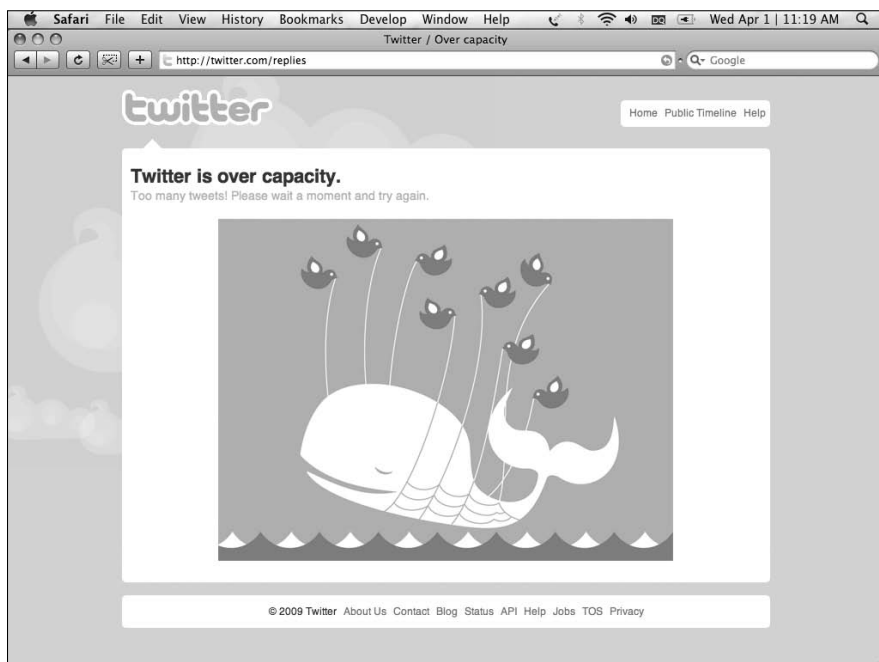 Safari File Edit View History Bookmarks Develop Window Help Wed Apr 1 | 11:19 AM
Twitter / Over capacity
http://twitter.com/replies Google
twitter
Home Public Timeline Help
Twitter is over capacity.
Too many tweets! Please wait a moment and try again.
© 2009 Twitter About Us Contact Blog Status API Help Jobs TOS Privacy